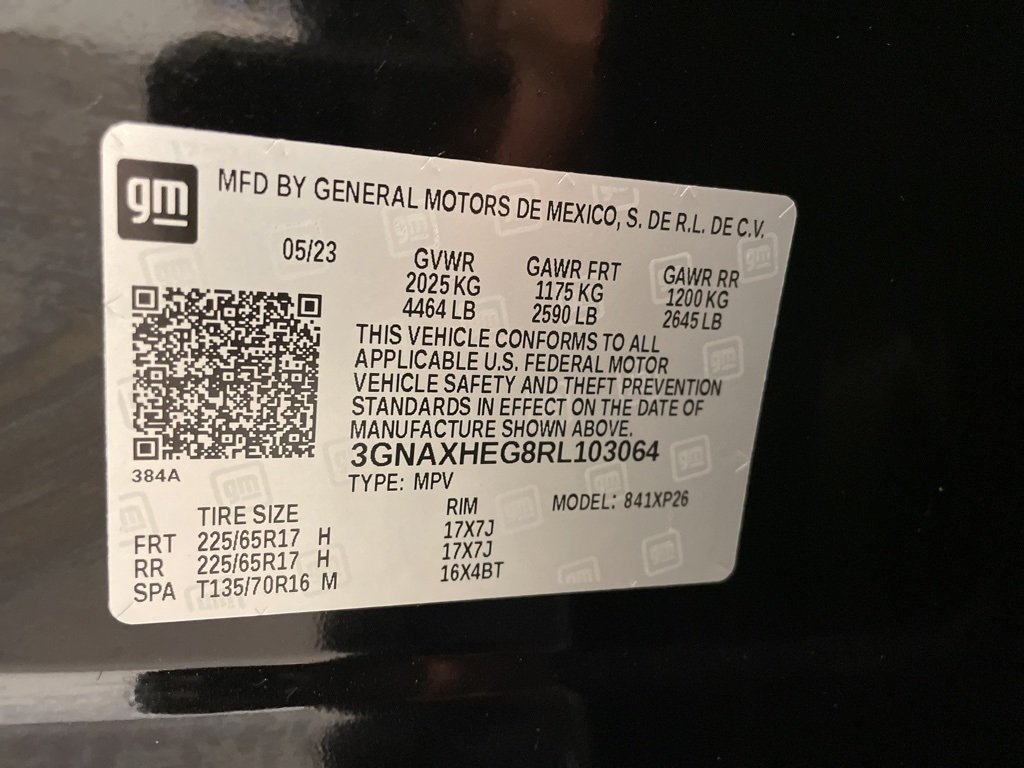 gm
MFD BY GENERAL MOTORS DE MEXICO, S. DE R.L. DE C.V.
05/23
GVWR
2025 KG
4464 LB
GAWR FRT
1175 KG
2590 LB
GAWR RR
1200 KG
2645 LB
THIS VEHICLE CONFORMS TO ALL
APPLICABLE U.S. FEDERAL MOTOR
VEHICLE SAFETY AND THEFT PREVENTION
STANDARDS IN EFFECT ON THE DATE OF
MANUFACTURE SHOWN ABOVE.
3GNAXHEG8RL103064
384A
TYPE: MPV
MODEL: 841XP26
TIRE SIZE RIM
FRT 225/65R17 H 17X7J
RR 225/65R17 H 17X7J
SPA T135/70R16 M 16X4BT